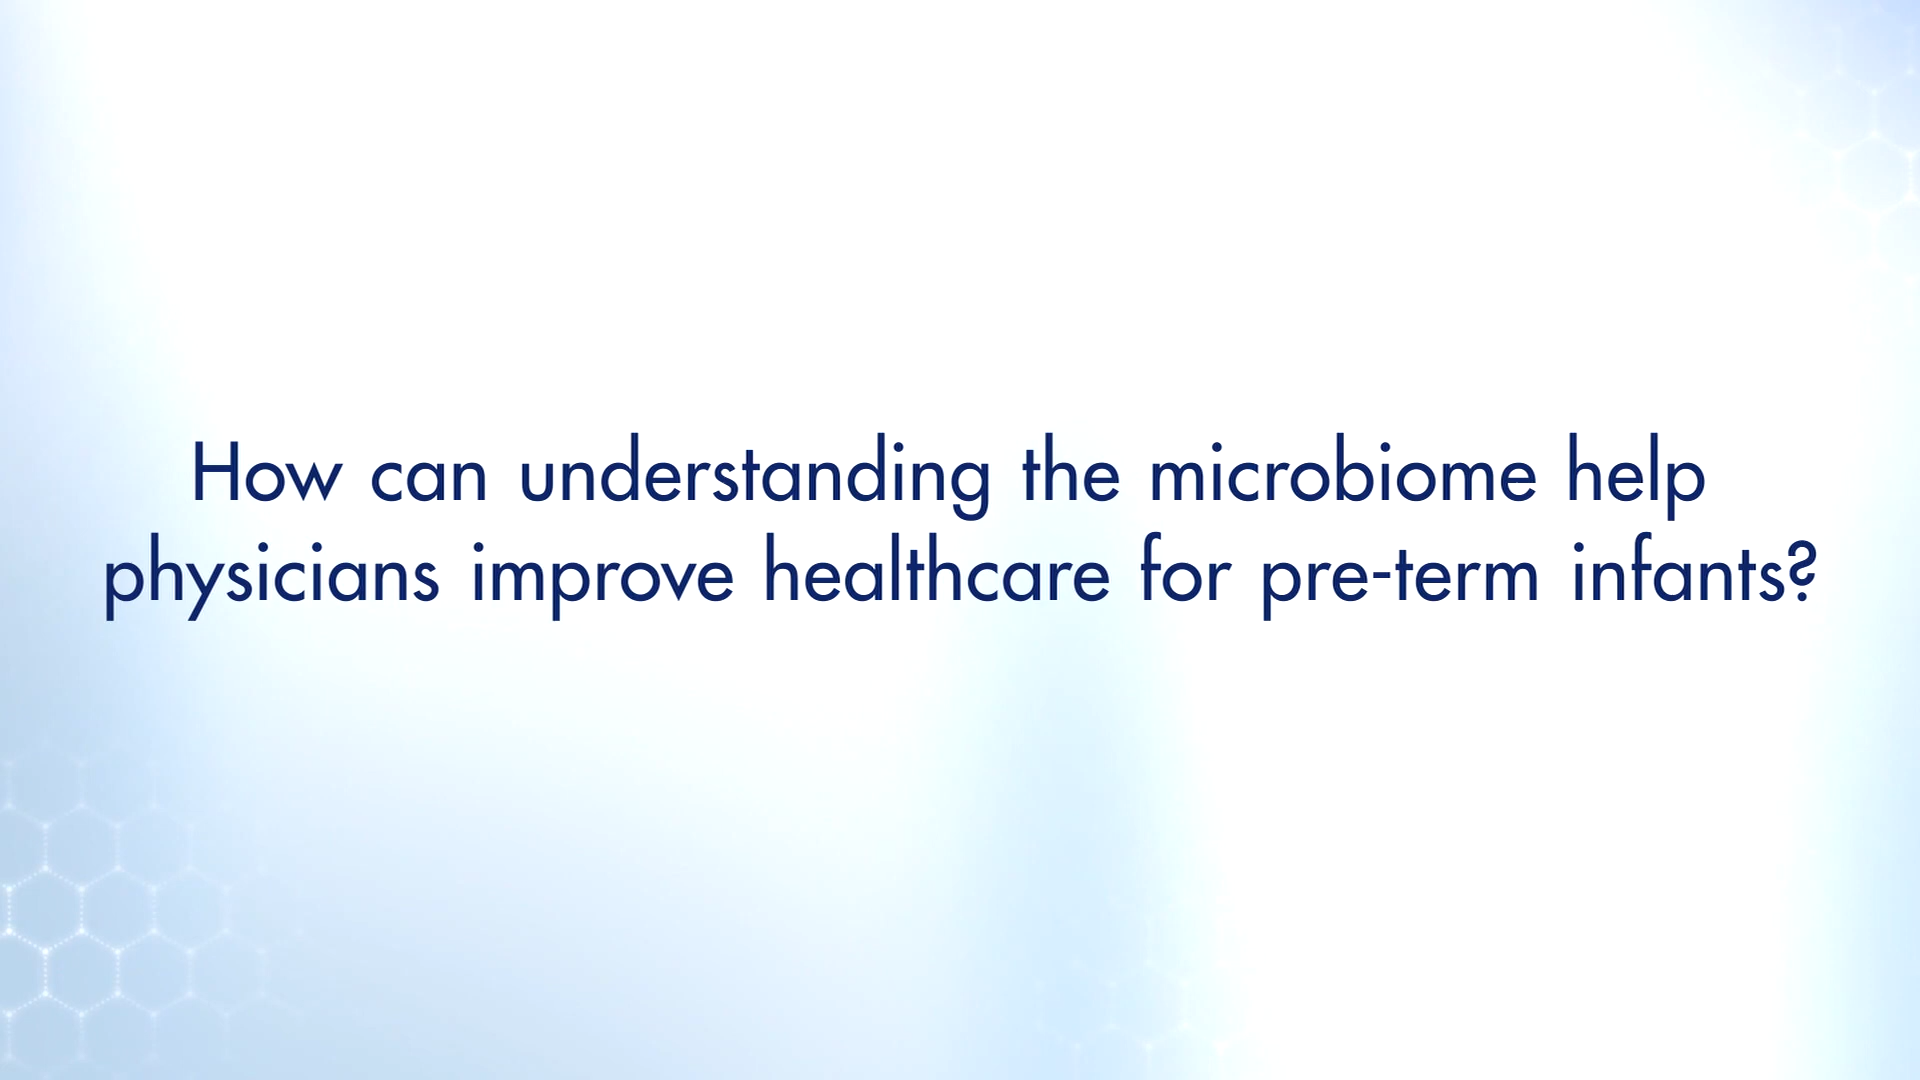 How can understanding the microbiome help
physicians improve healthcare for pre-term infants?